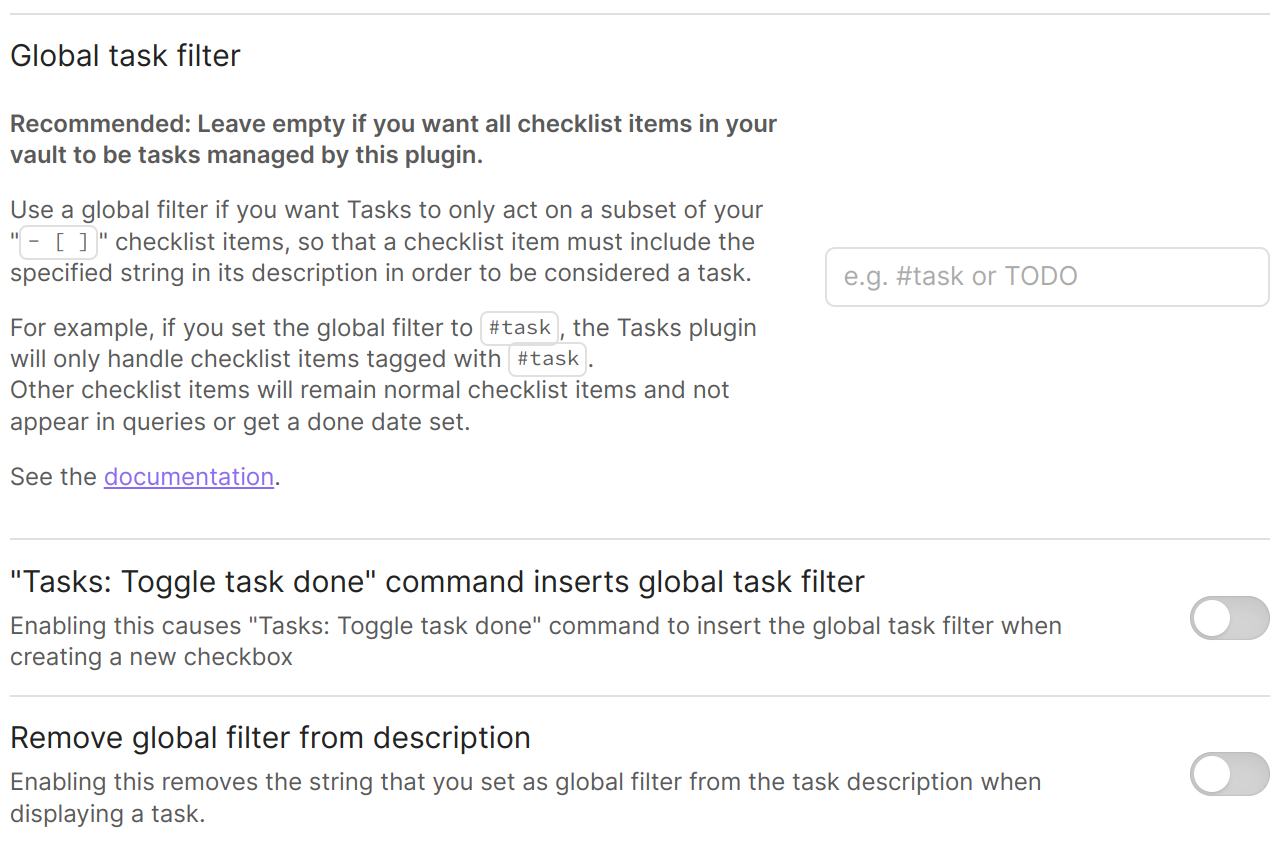 Global task filter
Recommended: Leave empty if you want all checklist items in your
vault to be tasks managed by this plugin.
Use a global filter if you want Tasks to only act on a subset of your
"- [ ]" checklist items, so that a checklist item must include the
specified string in its description in order to be considered a task.
e.g. #task or TODO
For example, if you set the global filter to #task, the Tasks plugin
will only handle checklist items tagged with #task.
Other checklist items will remain normal checklist items and not
appear in queries or get a done date set.
See the documentation.
"Tasks: Toggle task done" command inserts global task filter
Enabling this causes "Tasks: Toggle task done" command to insert the global task filter when
creating a new checkbox
Remove global filter from description
Enabling this removes the string that you set as global filter from the task description when
displaying a task.